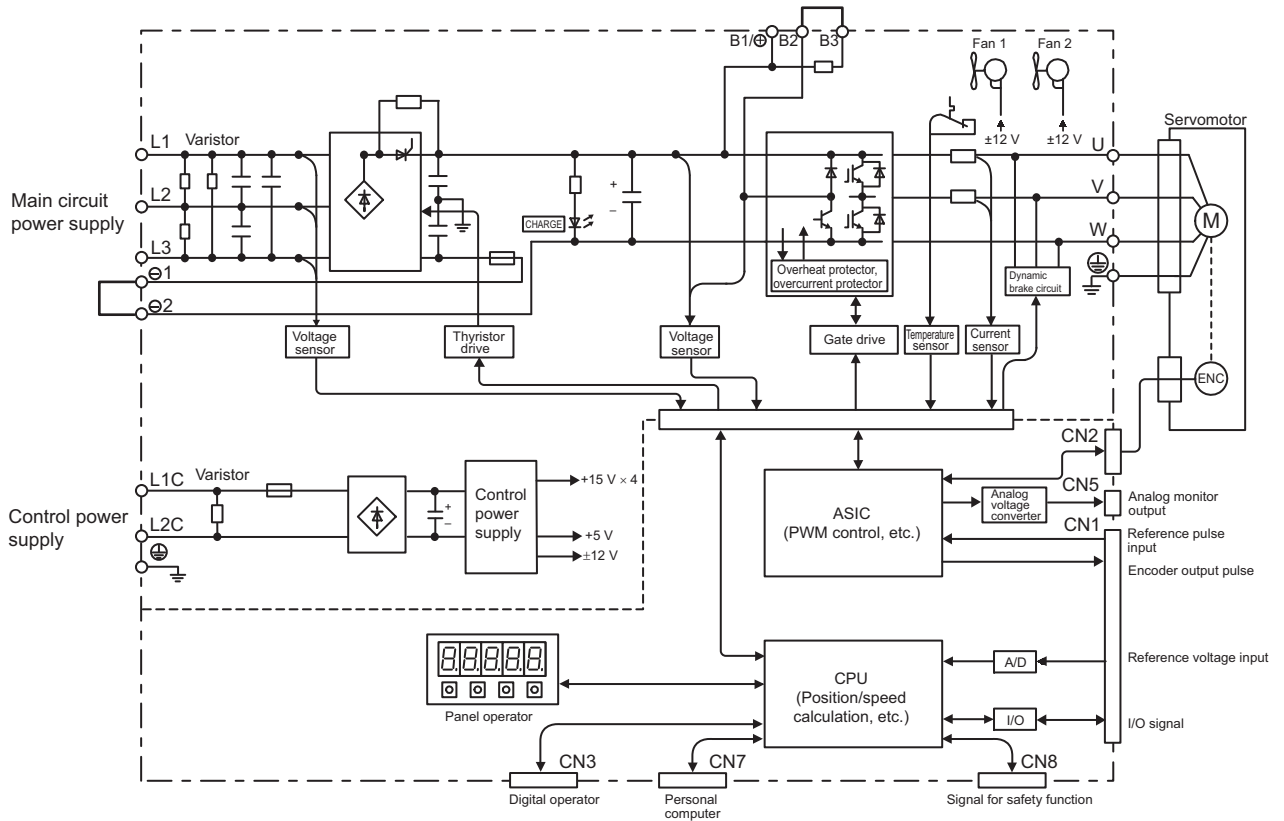 B1/⊕ B2 B3
Fan 1 Fan 2
±12 V ±12 V
Servomotor
L1 Varistor
U
Main circuit
power supply
L2
V
+
–
CHARGE
M
L3
W
⊖1
Overheat protector,
overcurrent protector
Dynamic
brake circuit
⊖2
Voltage
sensor
Thyristor
drive
Voltage
sensor
Gate drive
Temperature
sensor
Current
sensor
ENC
CN2
L1C Varistor
+15 V × 4
Control power
supply
+
–
Control
power
supply
L2C
+5 V
±12 V
ASIC
(PWM control, etc.)
Analog
voltage
converter
CN5
Analog monitor
output
CN1
Reference pulse
input
Encoder output pulse
8.8.8.8.8.
Panel operator
CPU
(Position/speed
calculation, etc.)
A/D
Reference voltage input
I/O
I/O signal
CN3
Digital operator
CN7
Personal
computer
CN8
Signal for safety function